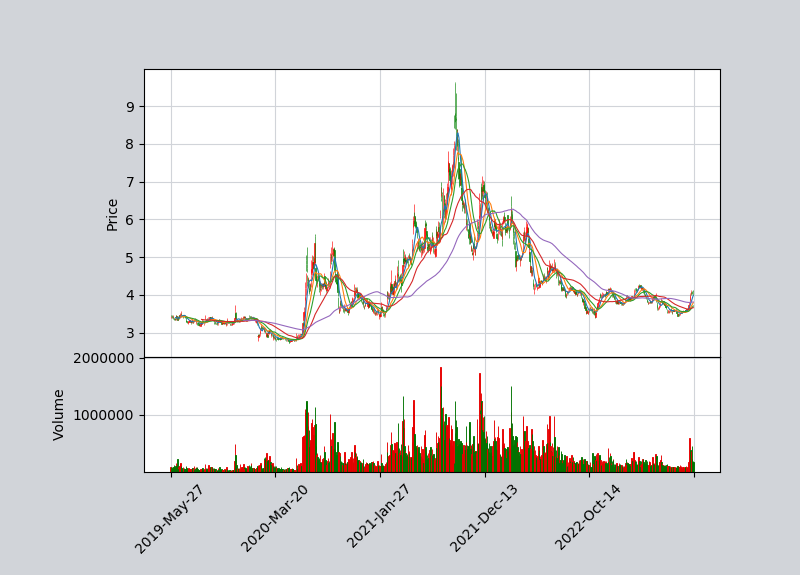 9
8
7
6
5
4
3
Price
2000000
1000000
Volume
2019-May-27
2020-Mar-20
2021-Jan-27
2021-Dec-13
2022-Oct-14